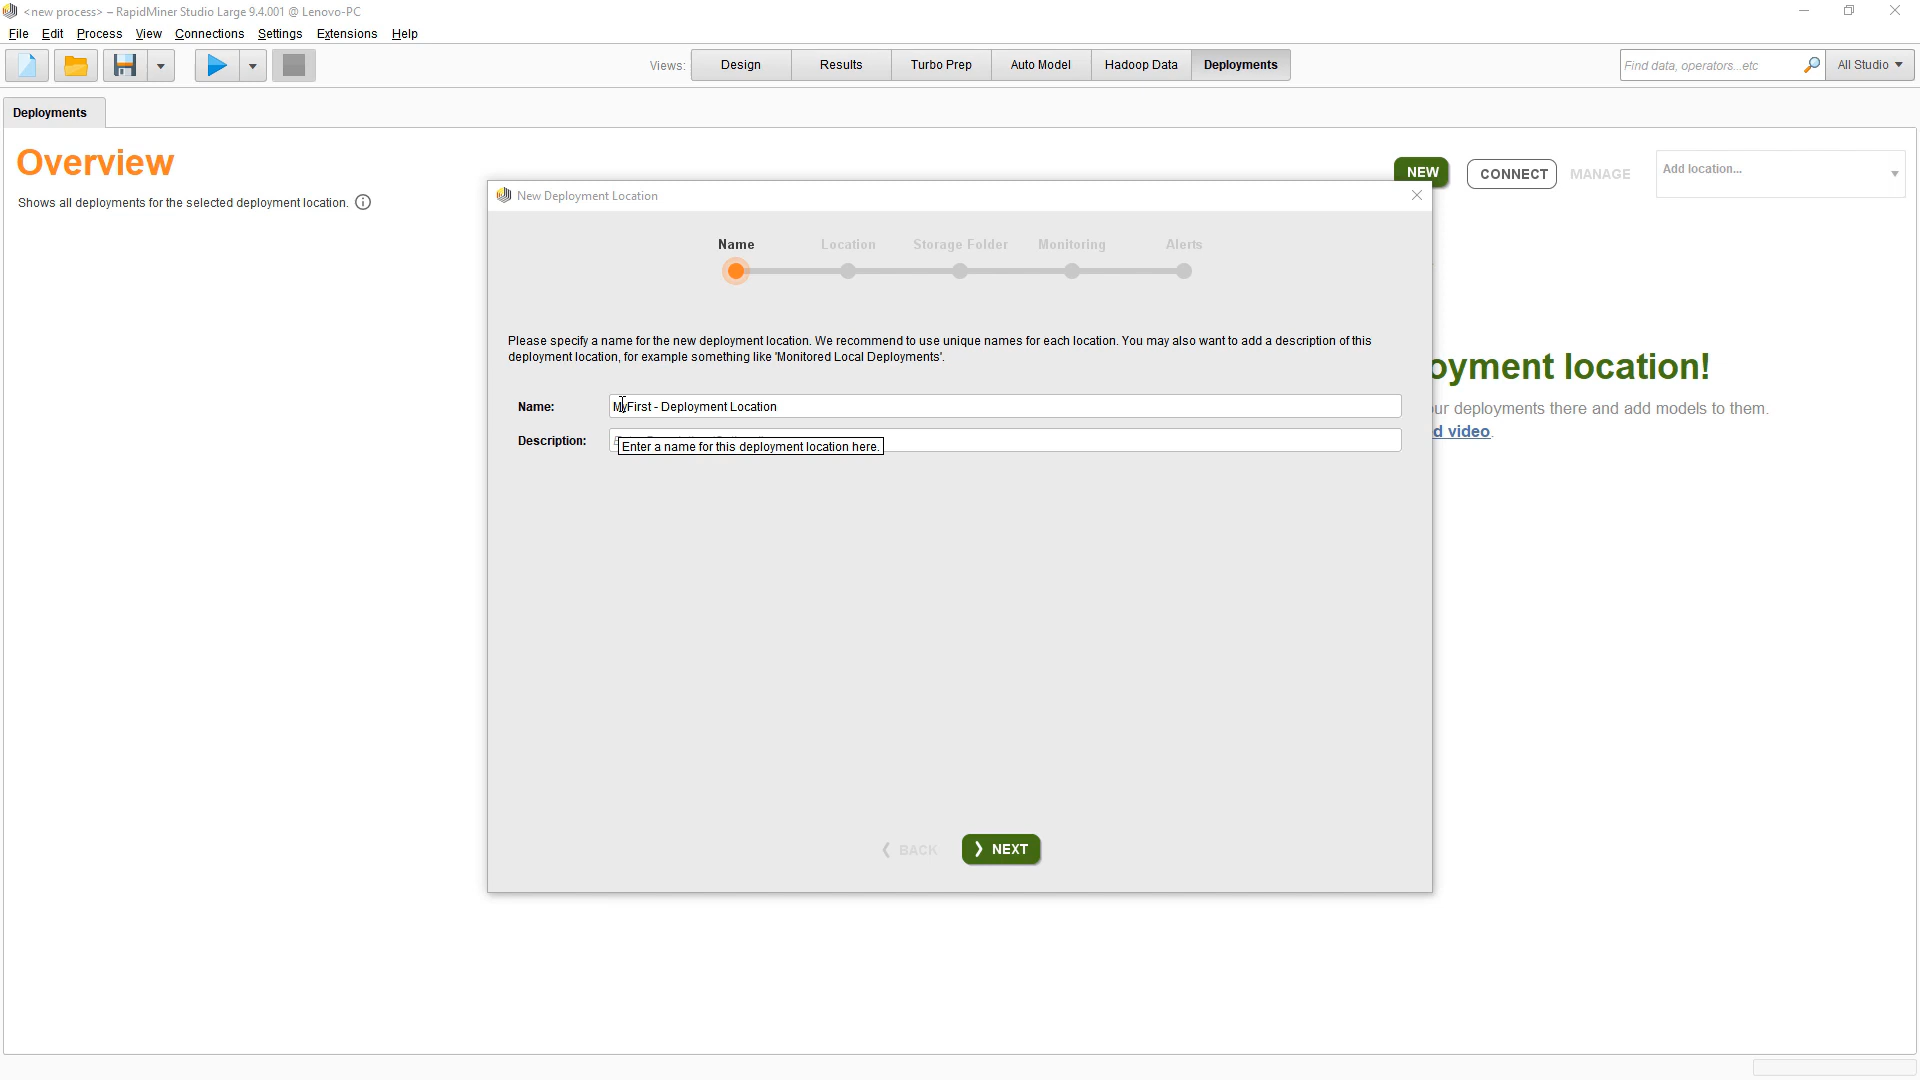 <new process> – RapidMiner Studio Large 9.4.001 @ Lenovo-PC
File Edit Process View Connections Settings Extensions Help
Views: Design Results Turbo Prep Auto Model Hadoop Data Deployments
Find data, operators...etc
All Studio
Deployments
Overview
Shows all deployments for the selected deployment location.
NEW
CONNECT
MANAGE
Add location...
New Deployment Location
Name Location Storage Folder Monitoring Alerts
Please specify a name for the new deployment location. We recommend to use unique names for each location. You may also want to add a description of this
deployment location, for example something like 'Monitored Local Deployments'.
Name: MyFirst - Deployment Location
Description:
Enter a name for this deployment location here.
oyment location!
ur deployments there and add models to them.
d video.
BACK
NEXT